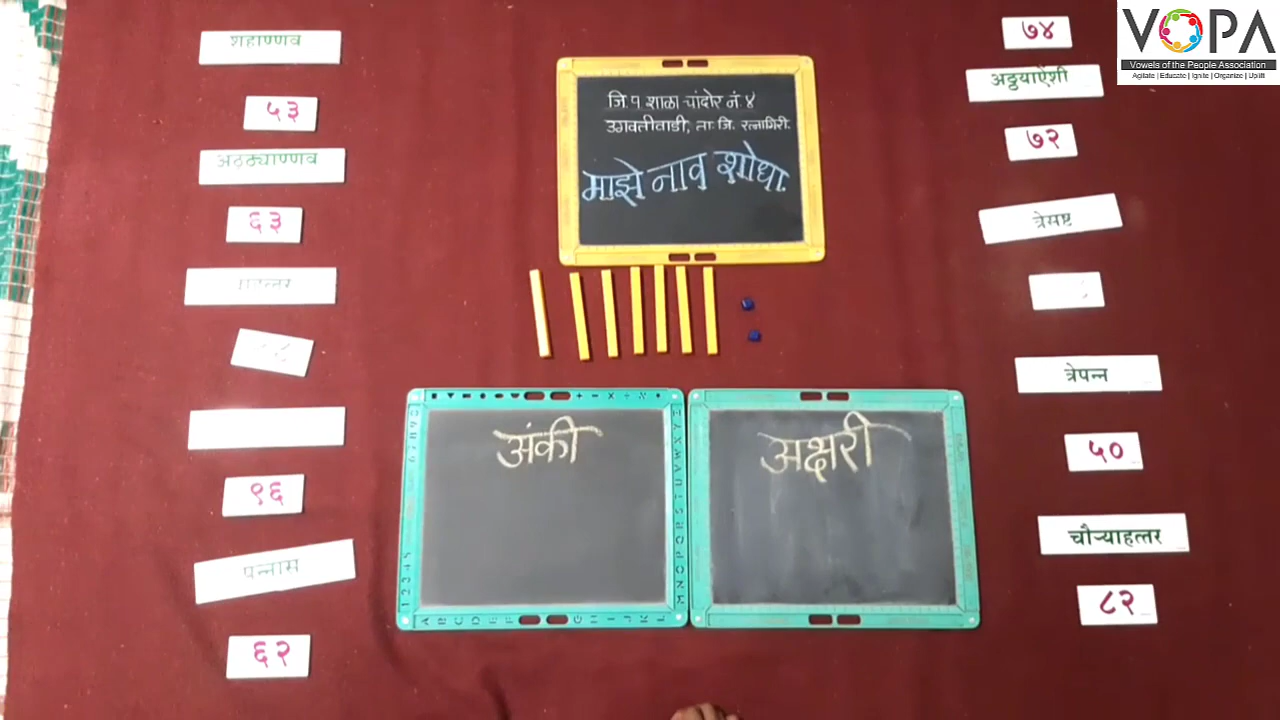 शहाण्णव
५३
अठ्ठ्याण्णव
६३
९६
पन्नास
६२
जि.प शाळा चांदोर नं.४
उगवतीवाडी, ता. जि. रत्नागिरी.
माझे नाव शोधा.
अंकी
अक्षरी
७४
अठ्ठयाऐंशी
७२
त्रेसष्ट
त्रेपन्न
५०
चौऱ्याहत्तर
८२
VOPA
Vowels of the People Association
Agitate | Educate | Ignite | Organize | Uplift